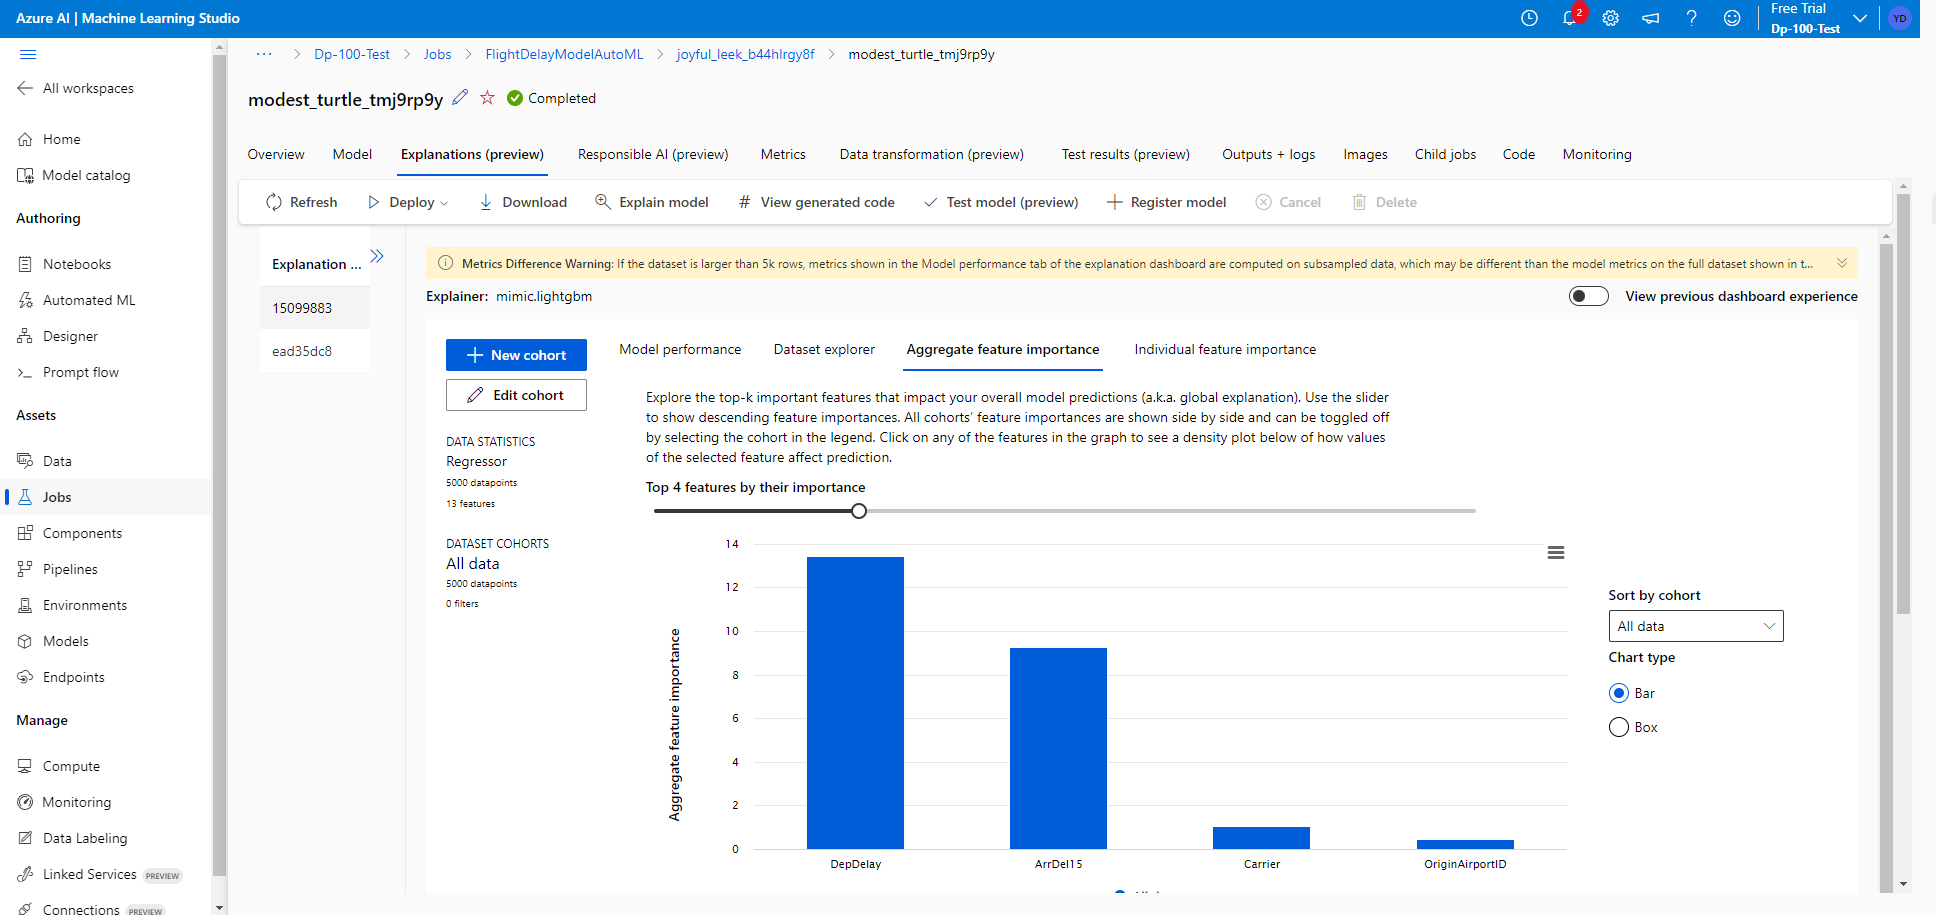 Azure AI | Machine Learning Studio
2
Free Trial
Dp-100-Test
YD
All workspaces
Home
Model catalog
Authoring
Notebooks
Automated ML
Designer
Prompt flow
Assets
Data
Jobs
Components
Pipelines
Environments
Models
Endpoints
Manage
Compute
Monitoring
Data Labeling
Linked Services PREVIEW
Connections PREVIEW
··· > Dp-100-Test > Jobs > FlightDelayModelAutoML > joyful_leek_b44hlrgy8f > modest_turtle_tmj9rp9y
modest_turtle_tmj9rp9y Completed
Overview Model Explanations (preview) Responsible AI (preview) Metrics Data transformation (preview) Test results (preview) Outputs + logs Images Child jobs Code Monitoring
Refresh Deploy Download Explain model # View generated code Test model (preview) Register model Cancel Delete
Explanation ...
15099883
ead35dc8
Metrics Difference Warning: If the dataset is larger than 5k rows, metrics shown in the Model performance tab of the explanation dashboard are computed on subsampled data, which may be different than the model metrics on the full dataset shown in t...
Explainer: mimic.lightgbm
View previous dashboard experience
New cohort
Edit cohort
DATA STATISTICS
Regressor
5000 datapoints
13 features
DATASET COHORTS
All data
5000 datapoints
0 filters
Model performance Dataset explorer Aggregate feature importance Individual feature importance
Explore the top-k important features that impact your overall model predictions (a.k.a. global explanation). Use the slider
to show descending feature importances. All cohorts' feature importances are shown side by side and can be toggled off
by selecting the cohort in the legend. Click on any of the features in the graph to see a density plot below of how values
of the selected feature affect prediction.
Top 4 features by their importance
Aggregate feature importance
14
12
10
8
6
4
2
0
DepDelay ArrDel15 Carrier OriginAirportID
Sort by cohort
All data
Chart type
Bar
Box